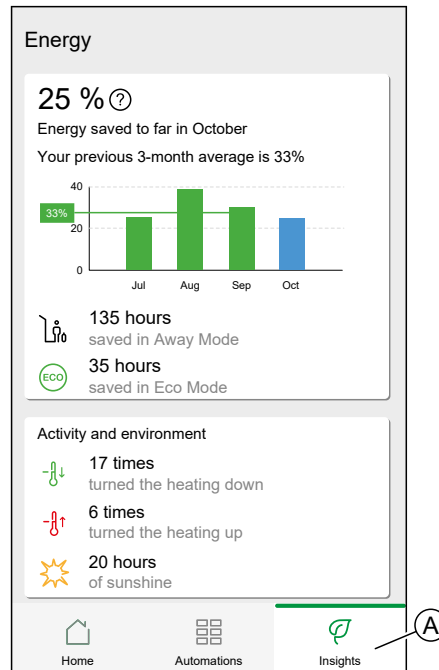 Energy
25 % ?
Energy saved to far in October
Your previous 3-month average is 33%
40
33%
20
0
Jul Aug Sep Oct
135 hours
saved in Away Mode
ECO
35 hours
saved in Eco Mode
Activity and environment
17 times
turned the heating down
6 times
turned the heating up
20 hours
of sunshine
Home Automations Insights
A